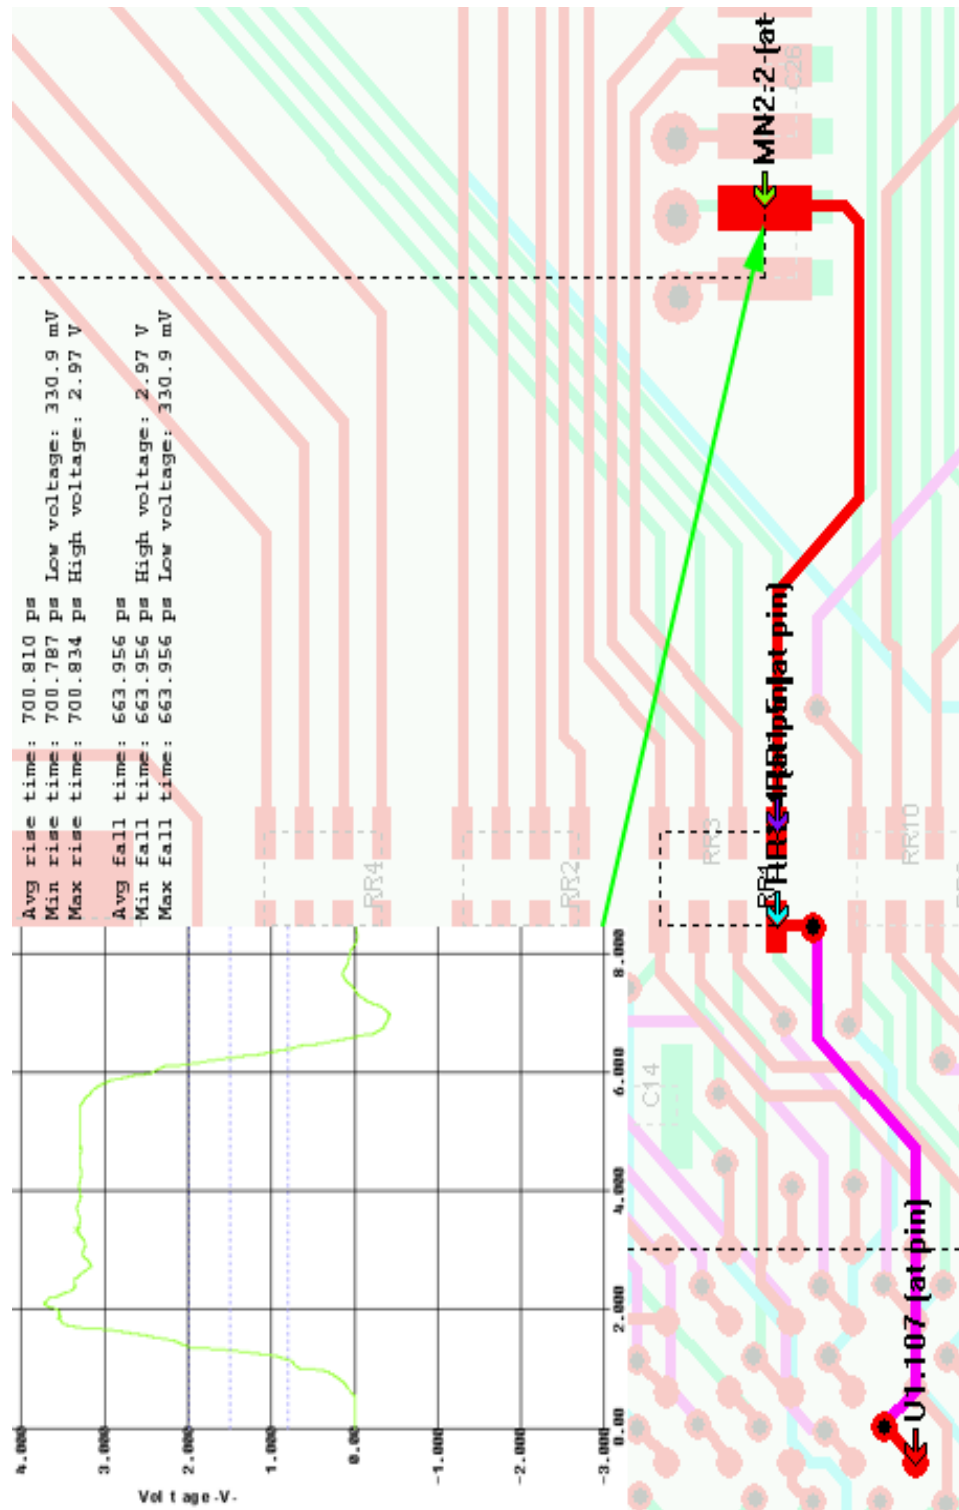 Avg rise time: 700.810 ps
Min rise time: 700.787 ps Low voltage: 330.9 mV
Max rise time: 700.834 ps High voltage: 2.97 V
Avg fall time: 663.956 ps
Min fall time: 663.956 ps High voltage: 2.97 V
Max fall time: 663.956 ps Low voltage: 330.9 mV
Voltage -V-
4.000
3.000
2.000
1.000
0.00
-1.000
-2.000
-3.000
0.00
2.000
4.000
6.000
8.000
RR4
RR2
RR3
RR1
RR10
C14
C26
MN2.2 (at
U1.107 (at pin)
(at pin)